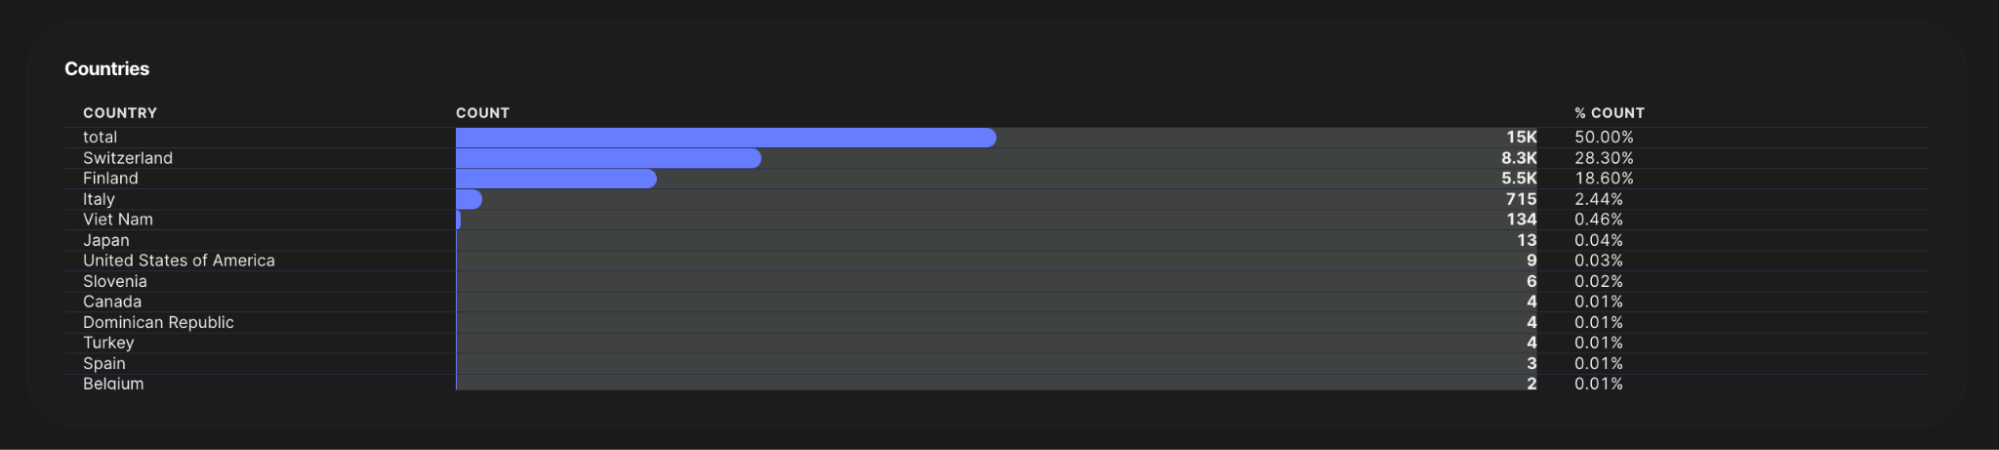 Countries
COUNTRY COUNT % COUNT
total 15K 50.00%
Switzerland 8.3K 28.30%
Finland 5.5K 18.60%
Italy 715 2.44%
Viet Nam 134 0.46%
Japan 13 0.04%
United States of America 9 0.03%
Slovenia 6 0.02%
Canada 4 0.01%
Dominican Republic 4 0.01%
Turkey 4 0.01%
Spain 3 0.01%
Belgium 2 0.01%